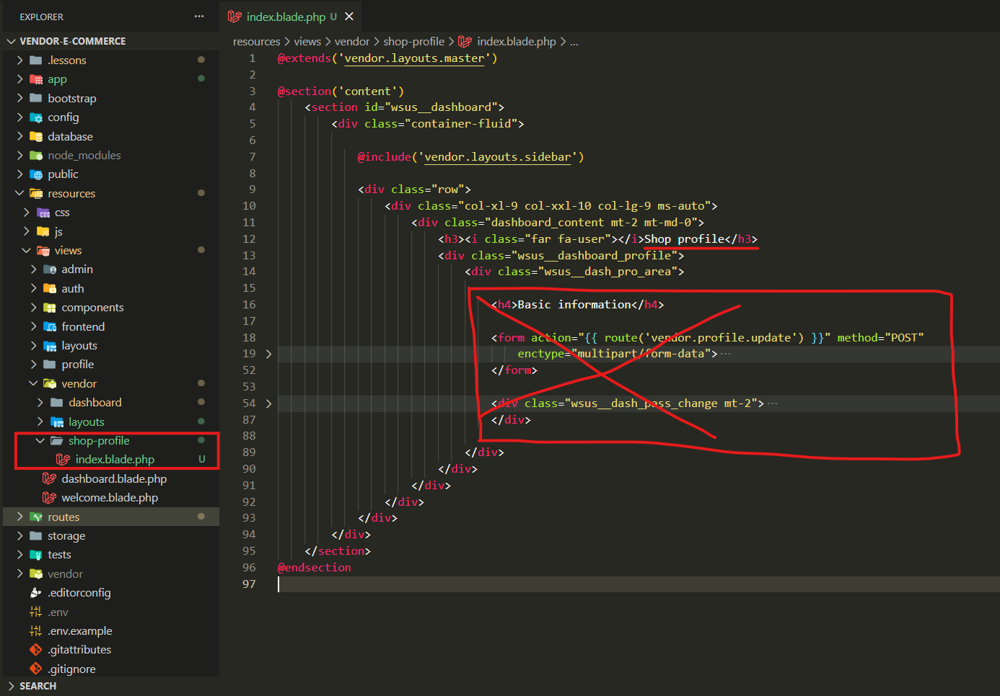 EXPLORER
···
VENDOR-E-COMMERCE
.lessons
app
bootstrap
config
database
node_modules
public
resources
css
js
views
admin
auth
components
frontend
layouts
profile
vendor
dashboard
layouts
shop-profile
index.blade.php U
dashboard.blade.php
welcome.blade.php
routes
storage
tests
vendor
.editorconfig
.env
.env.example
.gitattributes
.gitignore
SEARCH
index.blade.php U
resources > views > vendor > shop-profile > index.blade.php > ...
1 @extends('vendor.layouts.master')
2
3 @section('content')
4 <section id="wsus__dashboard">
5 <div class="container-fluid">
6
7 @include('vendor.layouts.sidebar')
8
9 <div class="row">
10 <div class="col-xl-9 col-xxl-10 col-lg-9 ms-auto">
11 <div class="dashboard_content mt-2 mt-md-0">
12 <h3><i class="far fa-user"></i>Shop profile</h3>
13 <div class="wsus__dashboard_profile">
14 <div class="wsus__dash_pro_area">
15
16 <h4>Basic information</h4>
17
18 <form action="{{ route('vendor.profile.update') }}" method="POST"
19 enctype="multipart/form-data">···
52 </form>
53
54 <div class="wsus__dash_pass_change mt-2">···
87 </div>
88
89 </div>
90 </div>
91 </div>
92 </div>
93 </div>
94 </div>
95 </section>
96 @endsection
97